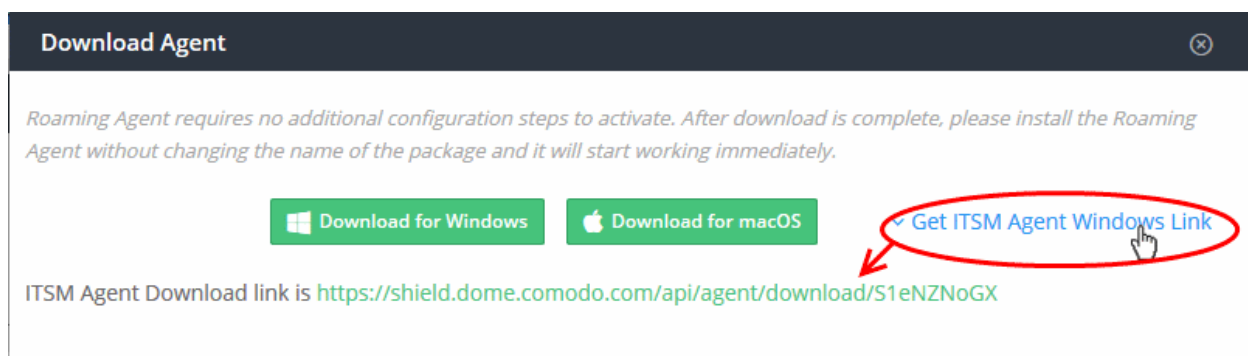 Download Agent
Roaming Agent requires no additional configuration steps to activate. After download is complete, please install the Roaming
Agent without changing the name of the package and it will start working immediately.
Download for Windows
Download for macOS
Get ITSM Agent Windows Link
ITSM Agent Download link is https://shield.dome.comodo.com/api/agent/download/S1eNZNoGX